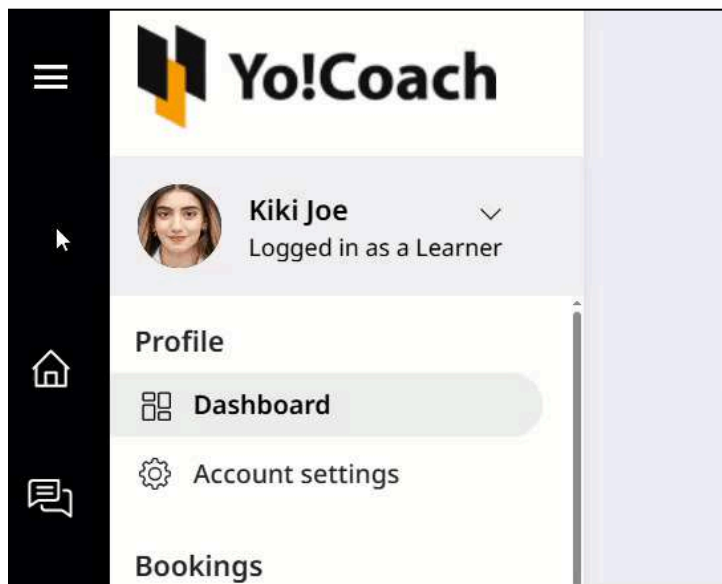 Yo!Coach
Kiki Joe
Logged in as a Learner
Profile
Dashboard
Account settings
Bookings